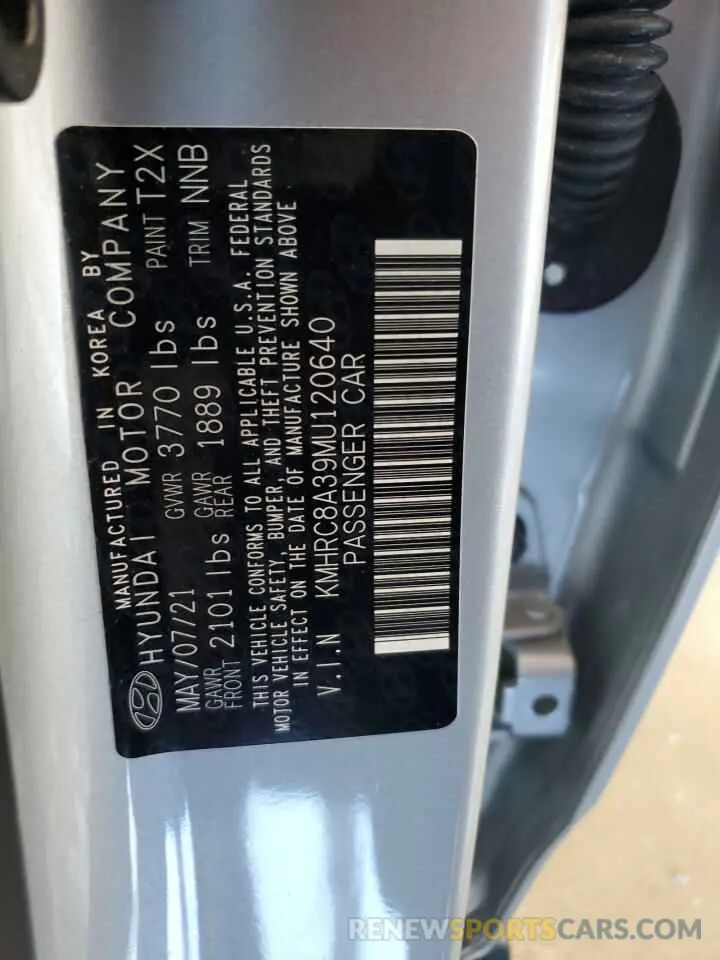 MANUFACTURED IN KOREA BY
HYUNDAI MOTOR COMPANY
MAY/07/21 GVWR 3770 lbs PAINT T2X
GAWR FRONT 2101 lbs GAWR REAR 1889 lbs TRIM NNB
THIS VEHICLE CONFORMS TO ALL APPLICABLE U.S.A. FEDERAL
MOTOR VEHICLE SAFETY, BUMPER, AND THEFT PREVENTION STANDARDS
IN EFFECT ON THE DATE OF MANUFACTURE SHOWN ABOVE
V.I.N KMHRC8A39MU120640
PASSENGER CAR
RENEWSPORTSCARS.COM